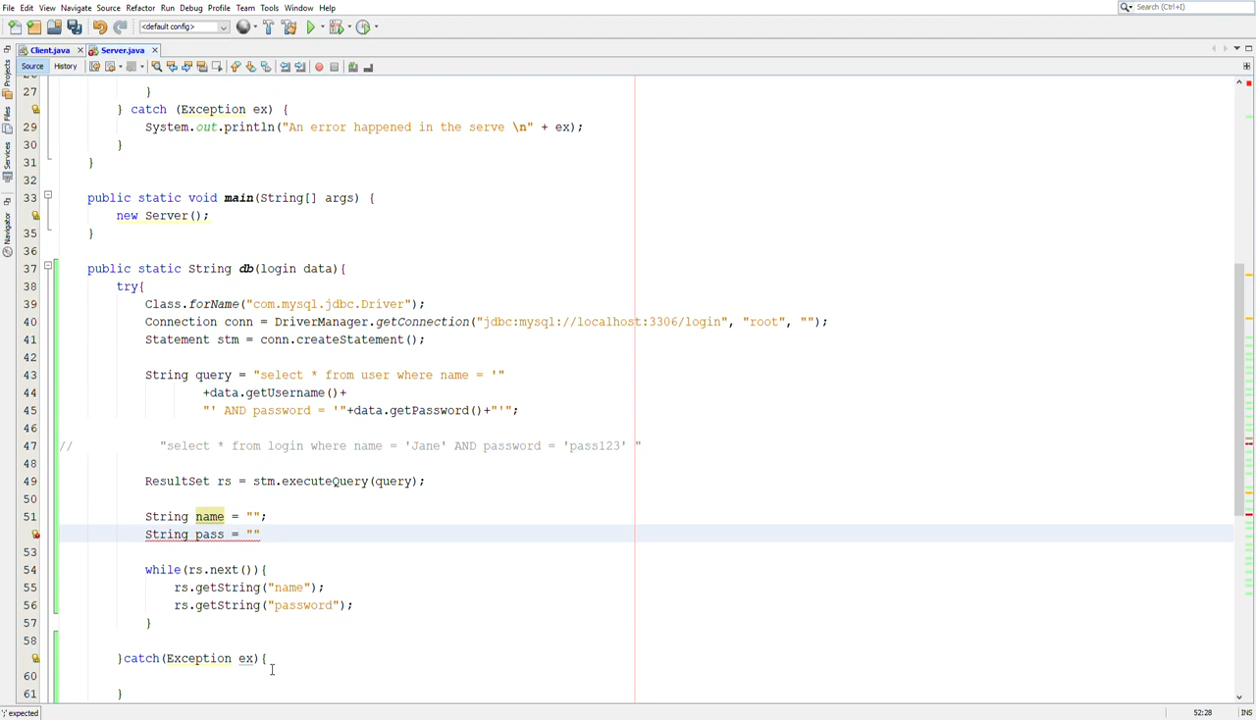 File Edit View Navigate Source Refactor Run Debug Profile Team Tools Window Help
Search (Ctrl+I)
<default config>
Client.java Server.java
Source History
Projects
Files
Services
Navigator
27 }
} catch (Exception ex) {
29 System.out.println("An error happened in the serve \n" + ex);
30 }
31 }
32
33 public static void main(String[] args) {
new Server();
35 }
36
37 public static String db(login data){
38 try{
39 Class.forName("com.mysql.jdbc.Driver");
40 Connection conn = DriverManager.getConnection("jdbc:mysql://localhost:3306/login", "root", "");
41 Statement stm = conn.createStatement();
42
43 String query = "select * from user where name = '"
44 +data.getUsername()+
45 "' AND password = '"+data.getPassword()+"'";
46
47 // "select * from login where name = 'Jane' AND password = 'pass123' "
48
49 ResultSet rs = stm.executeQuery(query);
50
51 String name = "";
String pass = ""
53
54 while(rs.next()){
55 rs.getString("name");
56 rs.getString("password");
57 }
58
}catch(Exception ex){
60
61 }
';' expected 52:28 INS